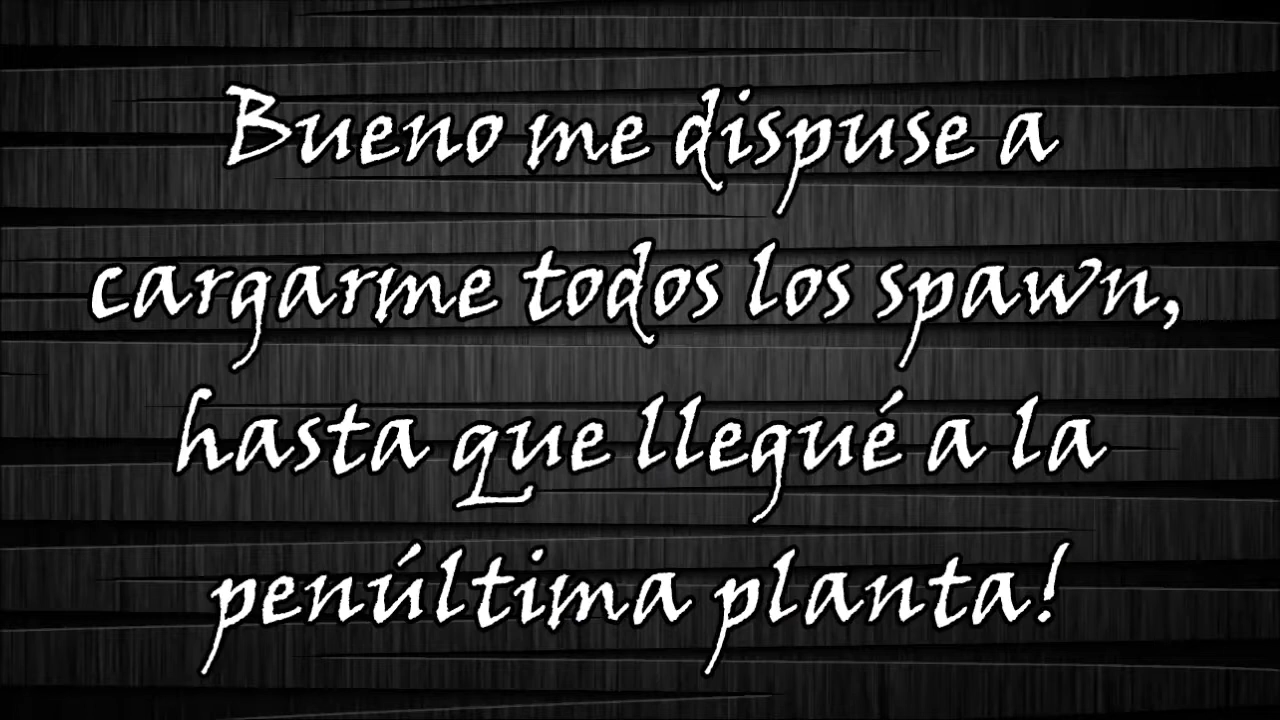 Bueno me dispuse a
cargarme todos los spawn,
hasta que llegué a la
penúltima planta!